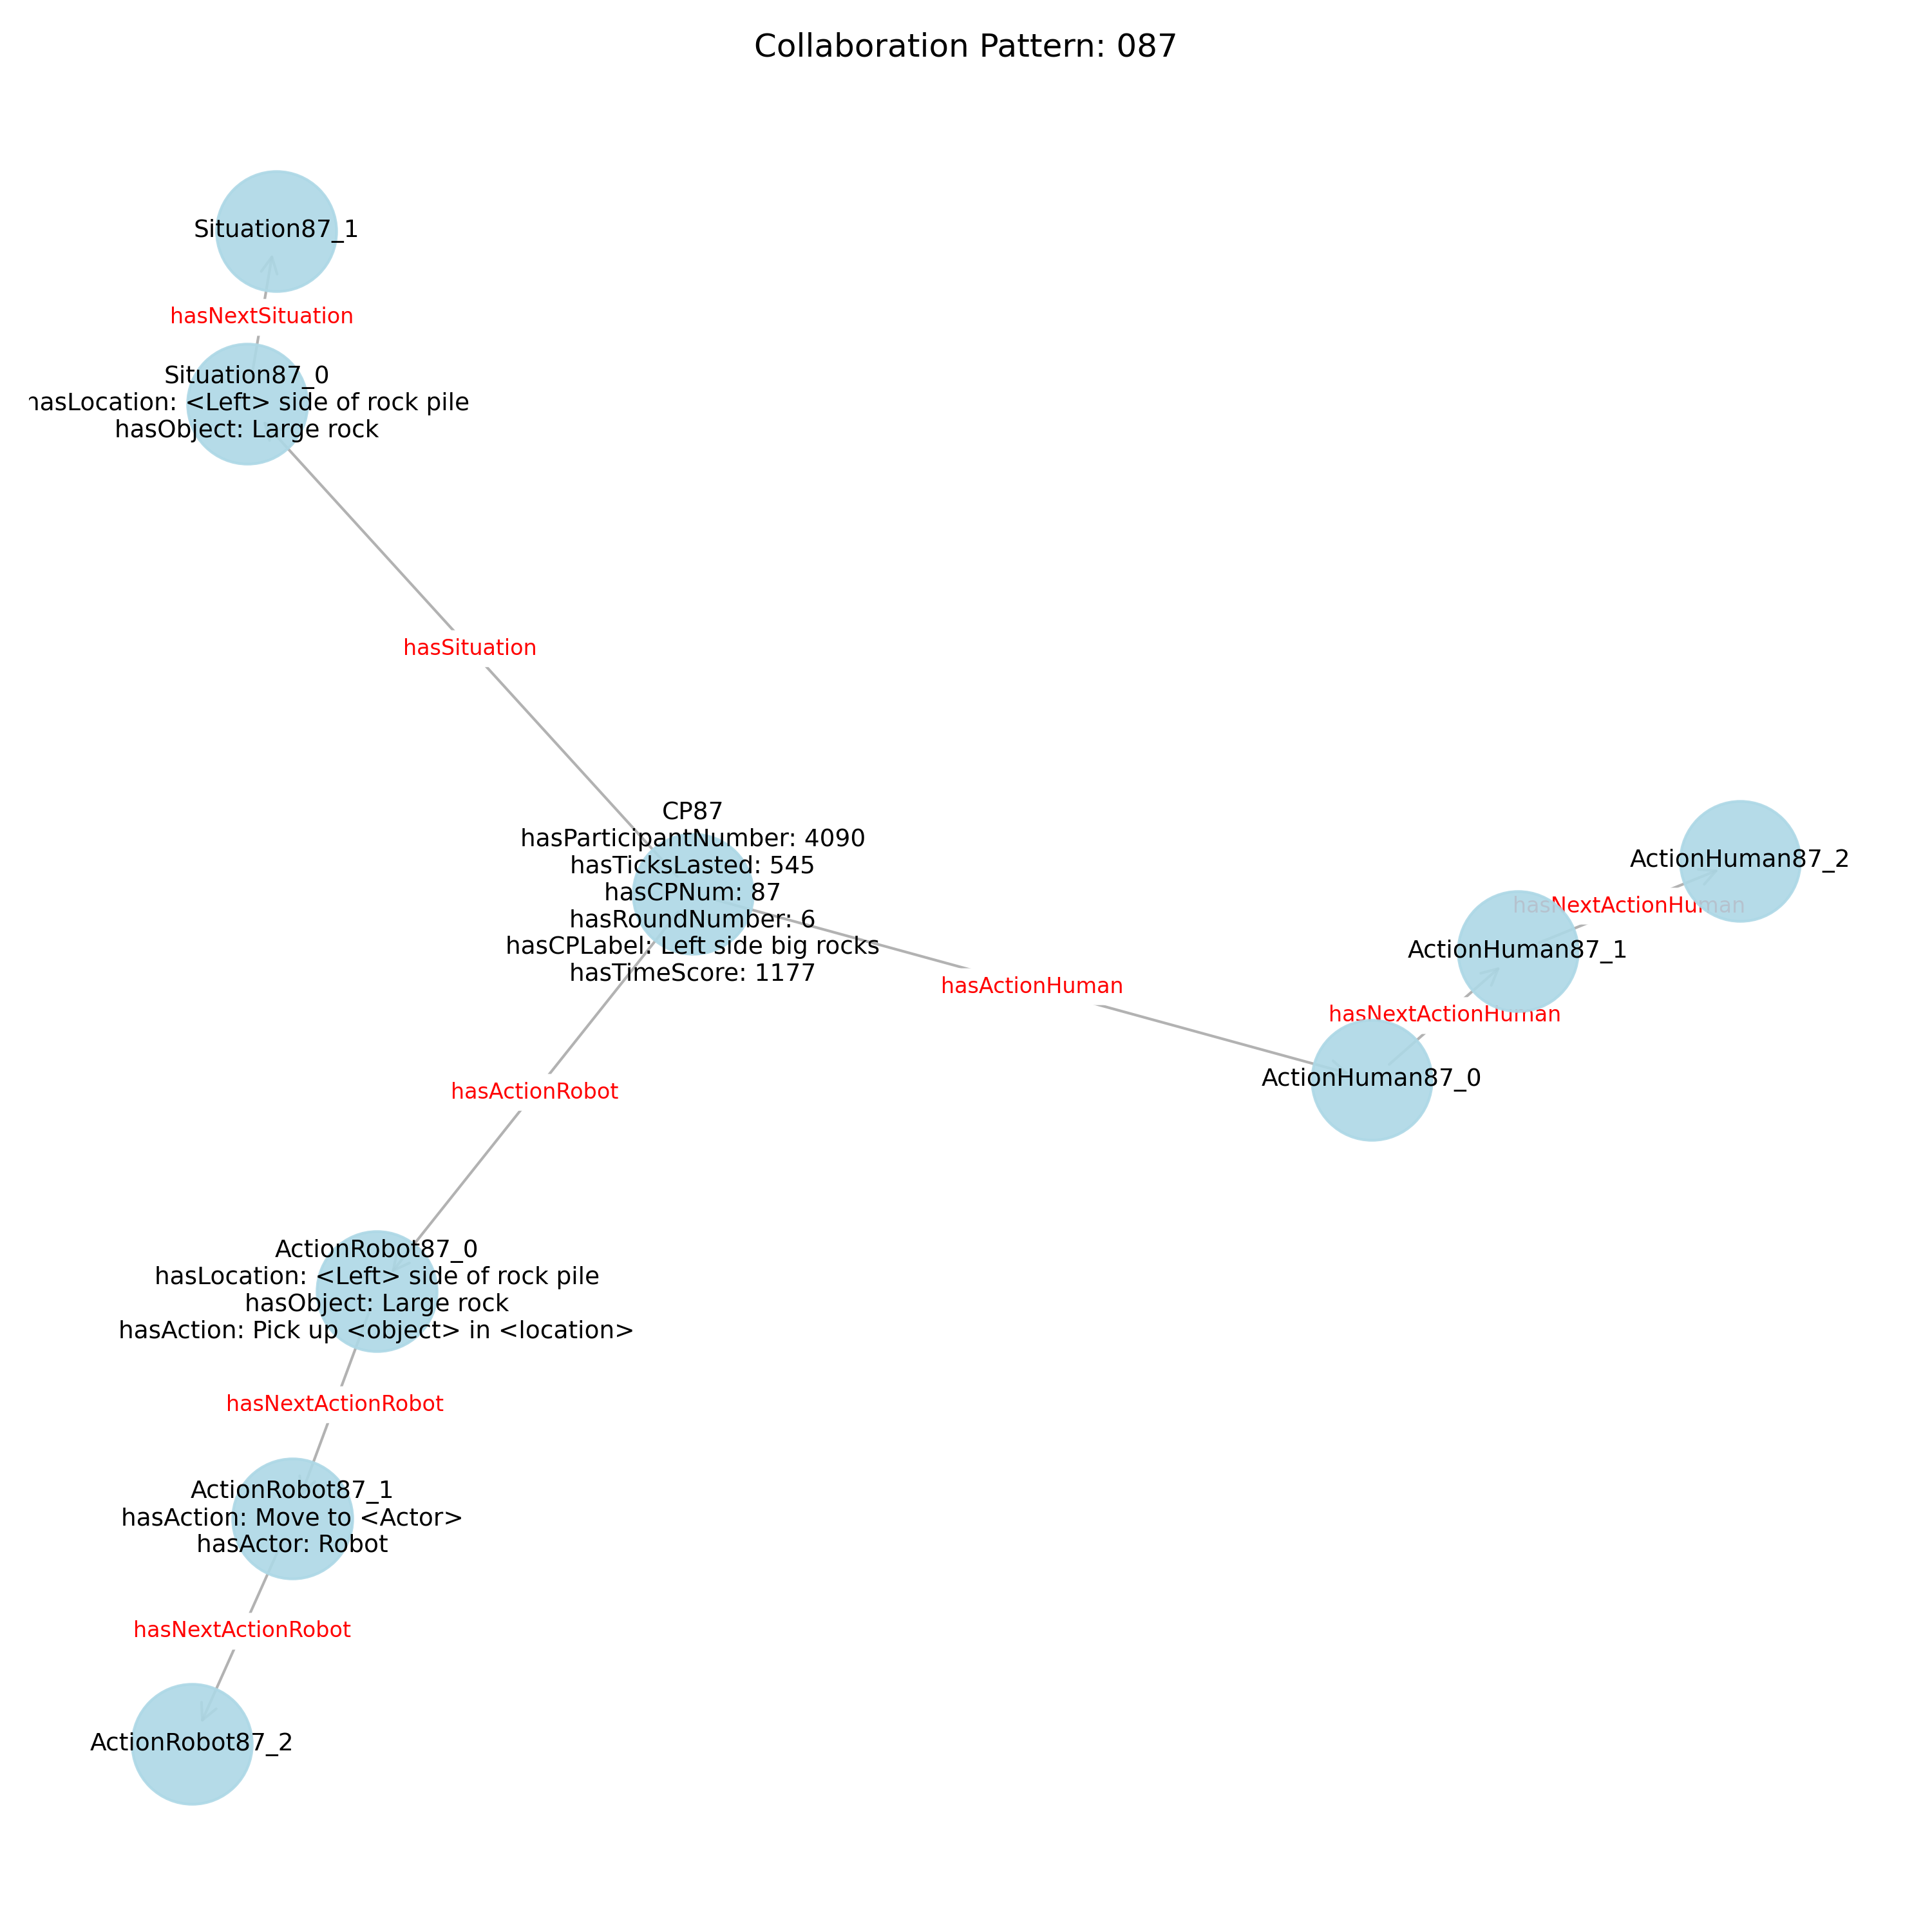 Collaboration Pattern: 087
Situation87_1
hasNextSituation
Situation87_0
hasLocation: <Left> side of rock pile
hasObject: Large rock
hasSituation
CP87
hasParticipantNumber: 4090
hasTicksLasted: 545
hasCPNum: 87
hasRoundNumber: 6
hasCPLabel: Left side big rocks
hasTimeScore: 1177
ActionHuman87_2
hasNextActionHuman
ActionHuman87_1
hasActionHuman
hasNextActionHuman
ActionHuman87_0
hasActionRobot
ActionRobot87_0
hasLocation: <Left> side of rock pile
hasObject: Large rock
hasAction: Pick up <object> in <location>
hasNextActionRobot
ActionRobot87_1
hasAction: Move to <Actor>
hasActor: Robot
hasNextActionRobot
ActionRobot87_2